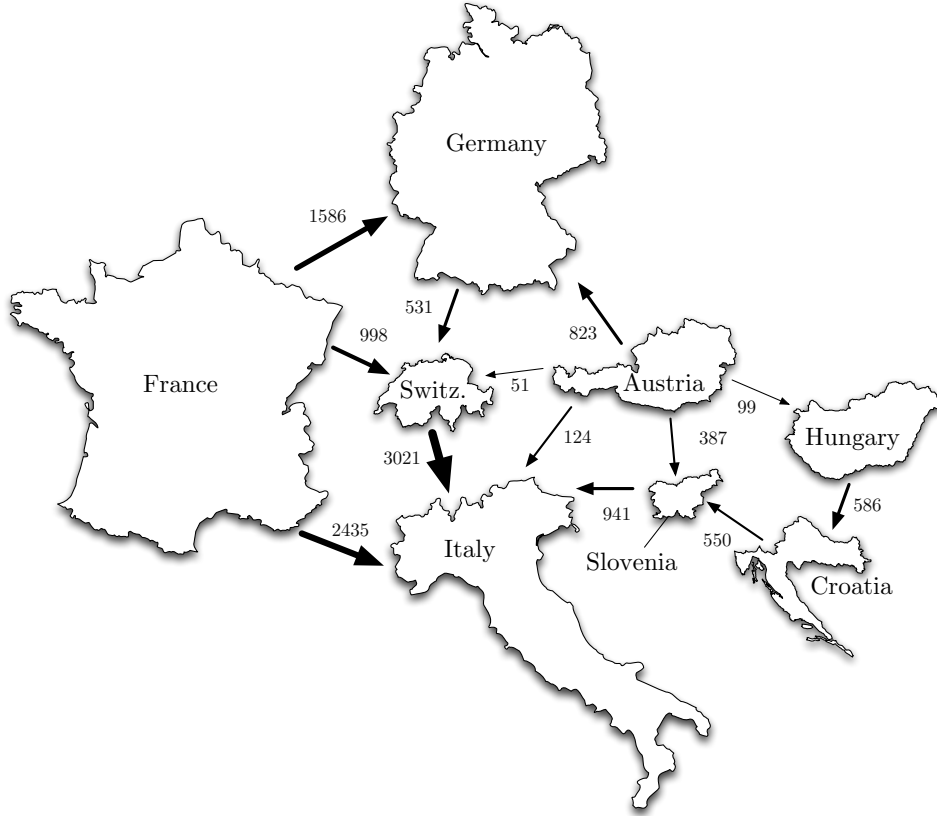 Germany
1586
531
998
823
France
Switz.
51
Austria
99
Hungary
124
387
3021
586
2435
941
550
Italy
Slovenia
Croatia